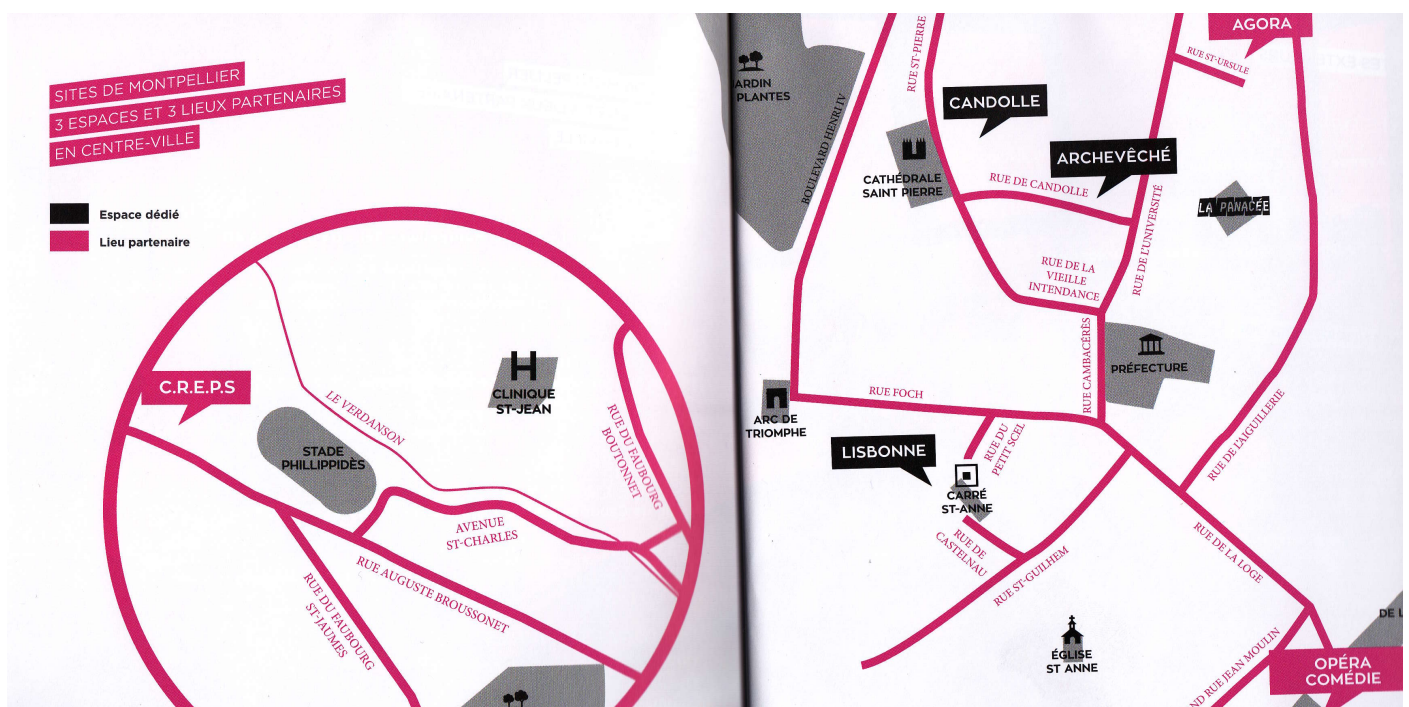 SITES DE MONTPELLIER
3 ESPACES ET 3 LIEUX PARTENAIRES
EN CENTRE-VILLE
Espace dédié
Lieu partenaire
C.R.E.P.S
LE VERDANSON
CLINIQUE
ST-JEAN
STADE
PHILLIPPIDÈS
RUE DU FAUBOURG
BOUTONNET
AVENUE
ST-CHARLES
RUE AUGUSTE BROUSSONET
RUE DU FAUBOURG
ST-JAUMES
JARDIN
PLANTES
BOULEVARD HENRI IV
RUE ST-PIERRE
CANDOLLE
AGORA
RUE ST-URSULE
ARCHEVÊCHÉ
CATHÉDRALE
SAINT PIERRE
RUE DE CANDOLLE
LA PANACÉE
RUE DE L'UNIVERSITÉ
RUE DE LA
VIEILLE
INTENDANCE
RUE CAMBACÉRÈS
PRÉFECTURE
RUE FOCH
ARC DE
TRIOMPHE
RUE DU
PETIT SCEL
LISBONNE
CARRÉ
ST-ANNE
RUE DE L'AIGUILLERIE
RUE DE
CASTELNAU
RUE ST-GUILHEM
RUE DE LA LOGE
ÉGLISE
ST ANNE
ND RUE JEAN MOULIN
DE L
OPÉRA
COMÉDIE